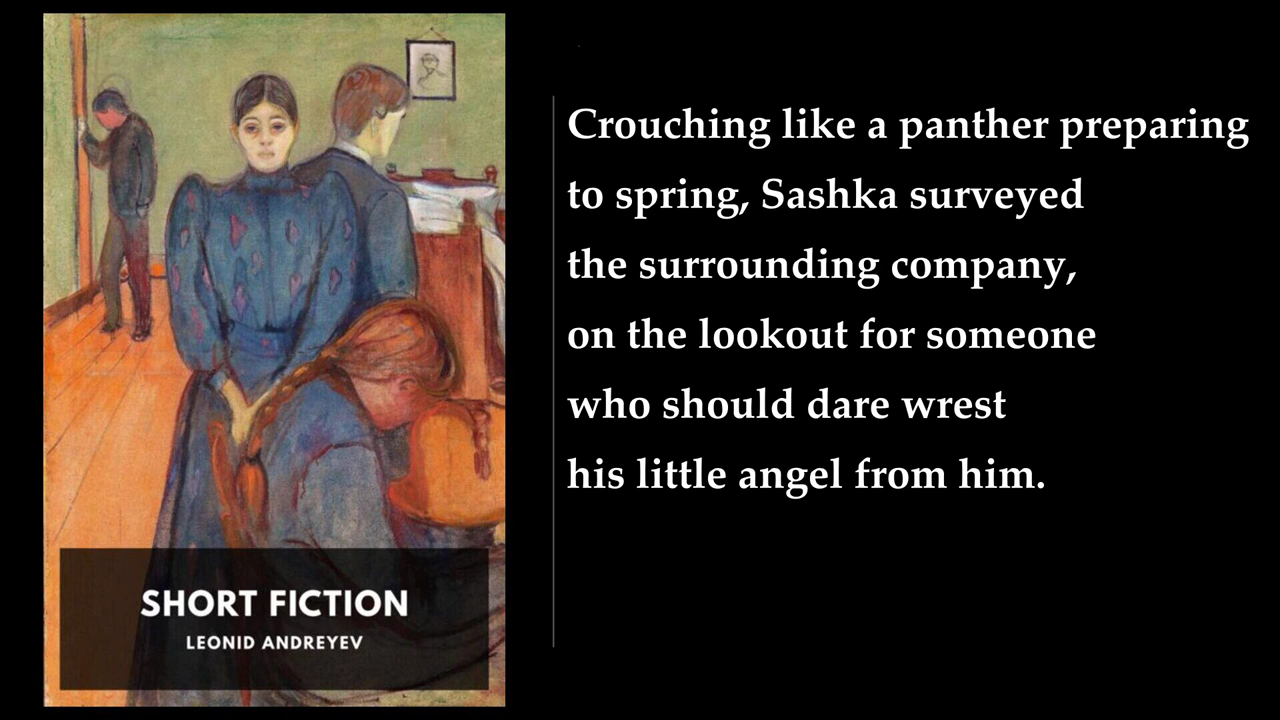 SHORT FICTION
LEONID ANDREYEV
Crouching like a panther preparing
to spring, Sashka surveyed
the surrounding company,
on the lookout for someone
who should dare wrest
his little angel from him.